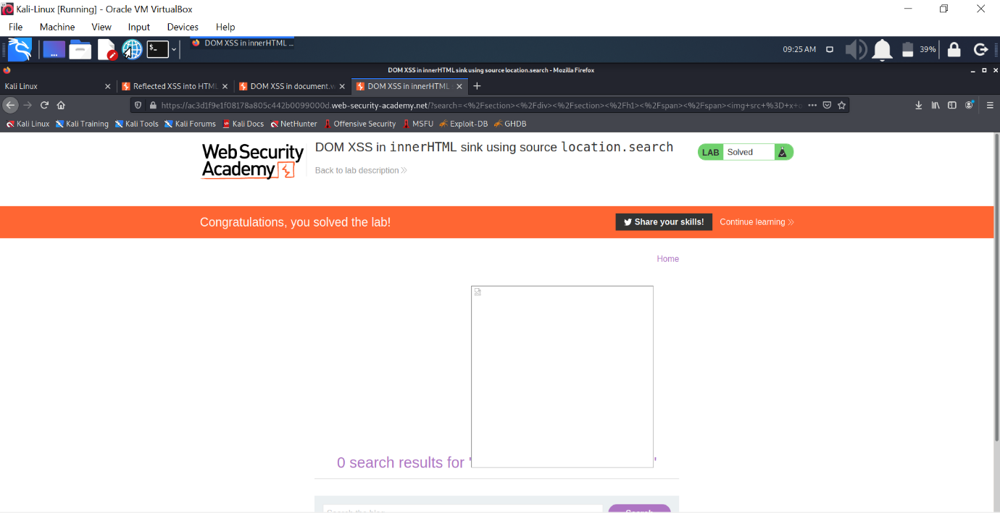 Kali-Linux [Running] - Oracle VM VirtualBox
File Machine View Input Devices Help
DOM XSS in innerHTML ...
09:25 AM 39%
DOM XSS in innerHTML sink using source location.search - Mozilla Firefox
Kali Linux Reflected XSS into HTML DOM XSS in document.w DOM XSS in innerHTML
https://ac3d1f9e1f08178a805c442b0099000d.web-security-academy.net/?search=<%2Fsection><%2Fdiv><%2Fsection><%2Fh1><%2Fspan><%2Fspan><img+src+%3D+x+o
Kali Linux Kali Training Kali Tools Kali Forums Kali Docs NetHunter Offensive Security MSFU Exploit-DB GHDB
WebSecurity
Academy
DOM XSS in innerHTML sink using source location.search
Back to lab description
LAB Solved
Congratulations, you solved the lab!
Share your skills!
Continue learning
Home
0 search results for ' '
Search the blog...
Search